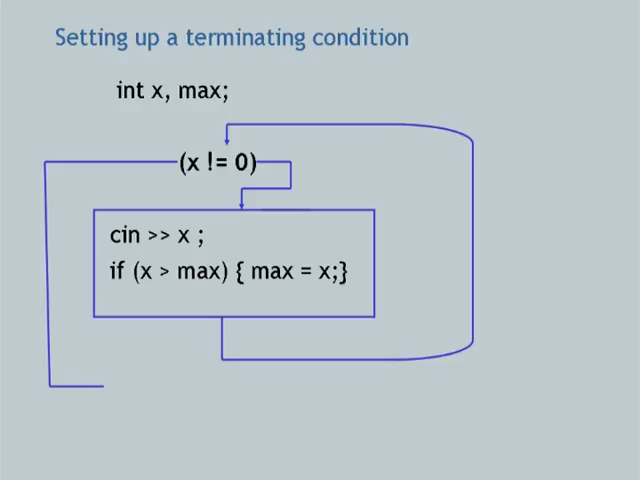 Setting up a terminating condition
int x, max;
(x != 0)
cin >> x ;
if (x > max) { max = x;}